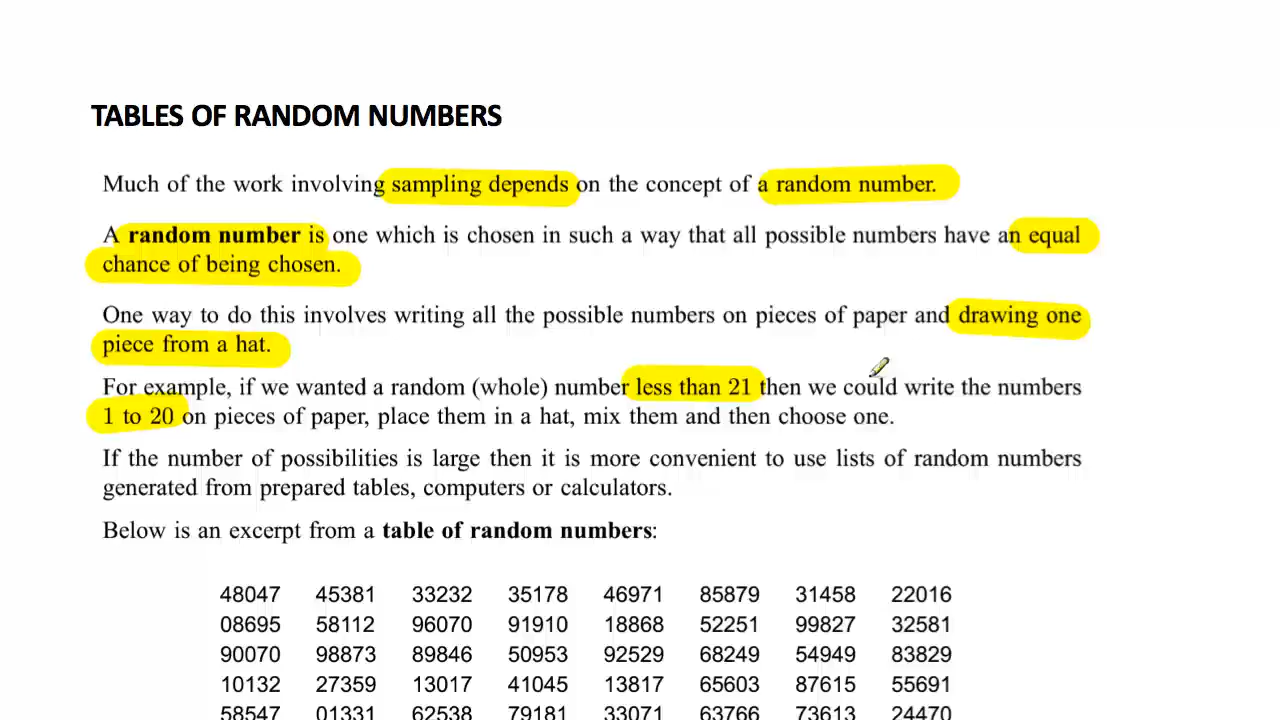 TABLES OF RANDOM NUMBERS
Much of the work involving sampling depends on the concept of a random number.
A random number is one which is chosen in such a way that all possible numbers have an equal
chance of being chosen.
One way to do this involves writing all the possible numbers on pieces of paper and drawing one
piece from a hat.
For example, if we wanted a random (whole) number less than 21 then we could write the numbers
1 to 20 on pieces of paper, place them in a hat, mix them and then choose one.
If the number of possibilities is large then it is more convenient to use lists of random numbers
generated from prepared tables, computers or calculators.
Below is an excerpt from a table of random numbers:
48047 45381 33232 35178 46971 85879 31458 22016
08695 58112 96070 91910 18868 52251 99827 32581
90070 98873 89846 50953 92529 68249 54949 83829
10132 27359 13017 41045 13817 65603 87615 55691
58547 01331 62538 79181 33071 63766 73613 24470